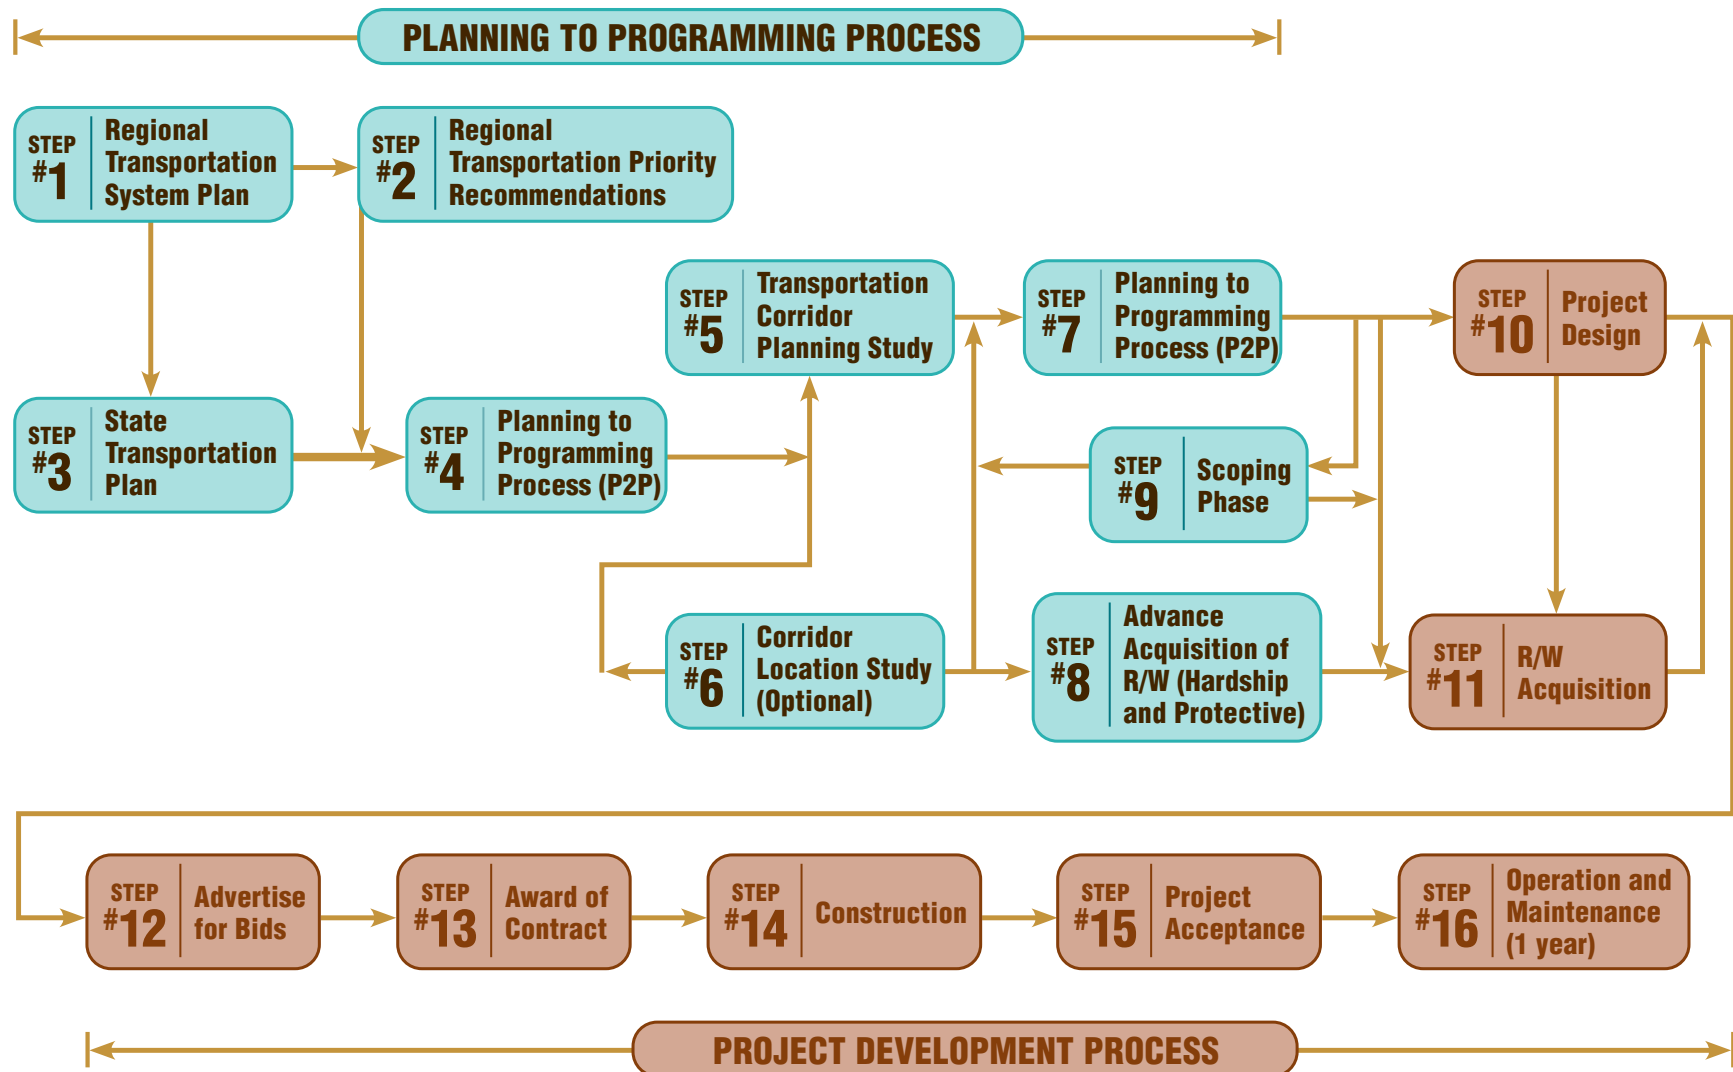 PLANNING TO PROGRAMMING PROCESS
STEP
#1
Regional
Transportation
System Plan
STEP
#2
Regional
Transportation Priority
Recommendations
STEP
#3
State
Transportation
Plan
STEP
#4
Planning to
Programming
Process (P2P)
STEP
#5
Transportation
Corridor
Planning Study
STEP
#6
Corridor
Location Study
(Optional)
STEP
#7
Planning to
Programming
Process (P2P)
STEP
#8
Advance
Acquisition of
R/W (Hardship
and Protective)
STEP
#9
Scoping
Phase
STEP
#10
Project
Design
STEP
#11
R/W
Acquisition
STEP
#12
Advertise
for Bids
STEP
#13
Award of
Contract
STEP
#14
Construction
STEP
#15
Project
Acceptance
STEP
#16
Operation and
Maintenance
(1 year)
PROJECT DEVELOPMENT PROCESS